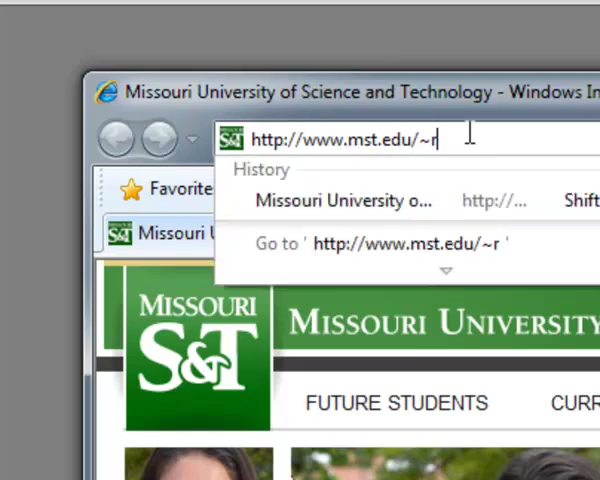 Missouri University of Science and Technology - Windows In
S&T http://www.mst.edu/~r
History
Missouri University o... http://... Shift
Favorite
Go to ' http://www.mst.edu/~r '
S&T Missouri U
MISSOURI
S&T
MISSOURI UNIVERSITY
FUTURE STUDENTS CURR